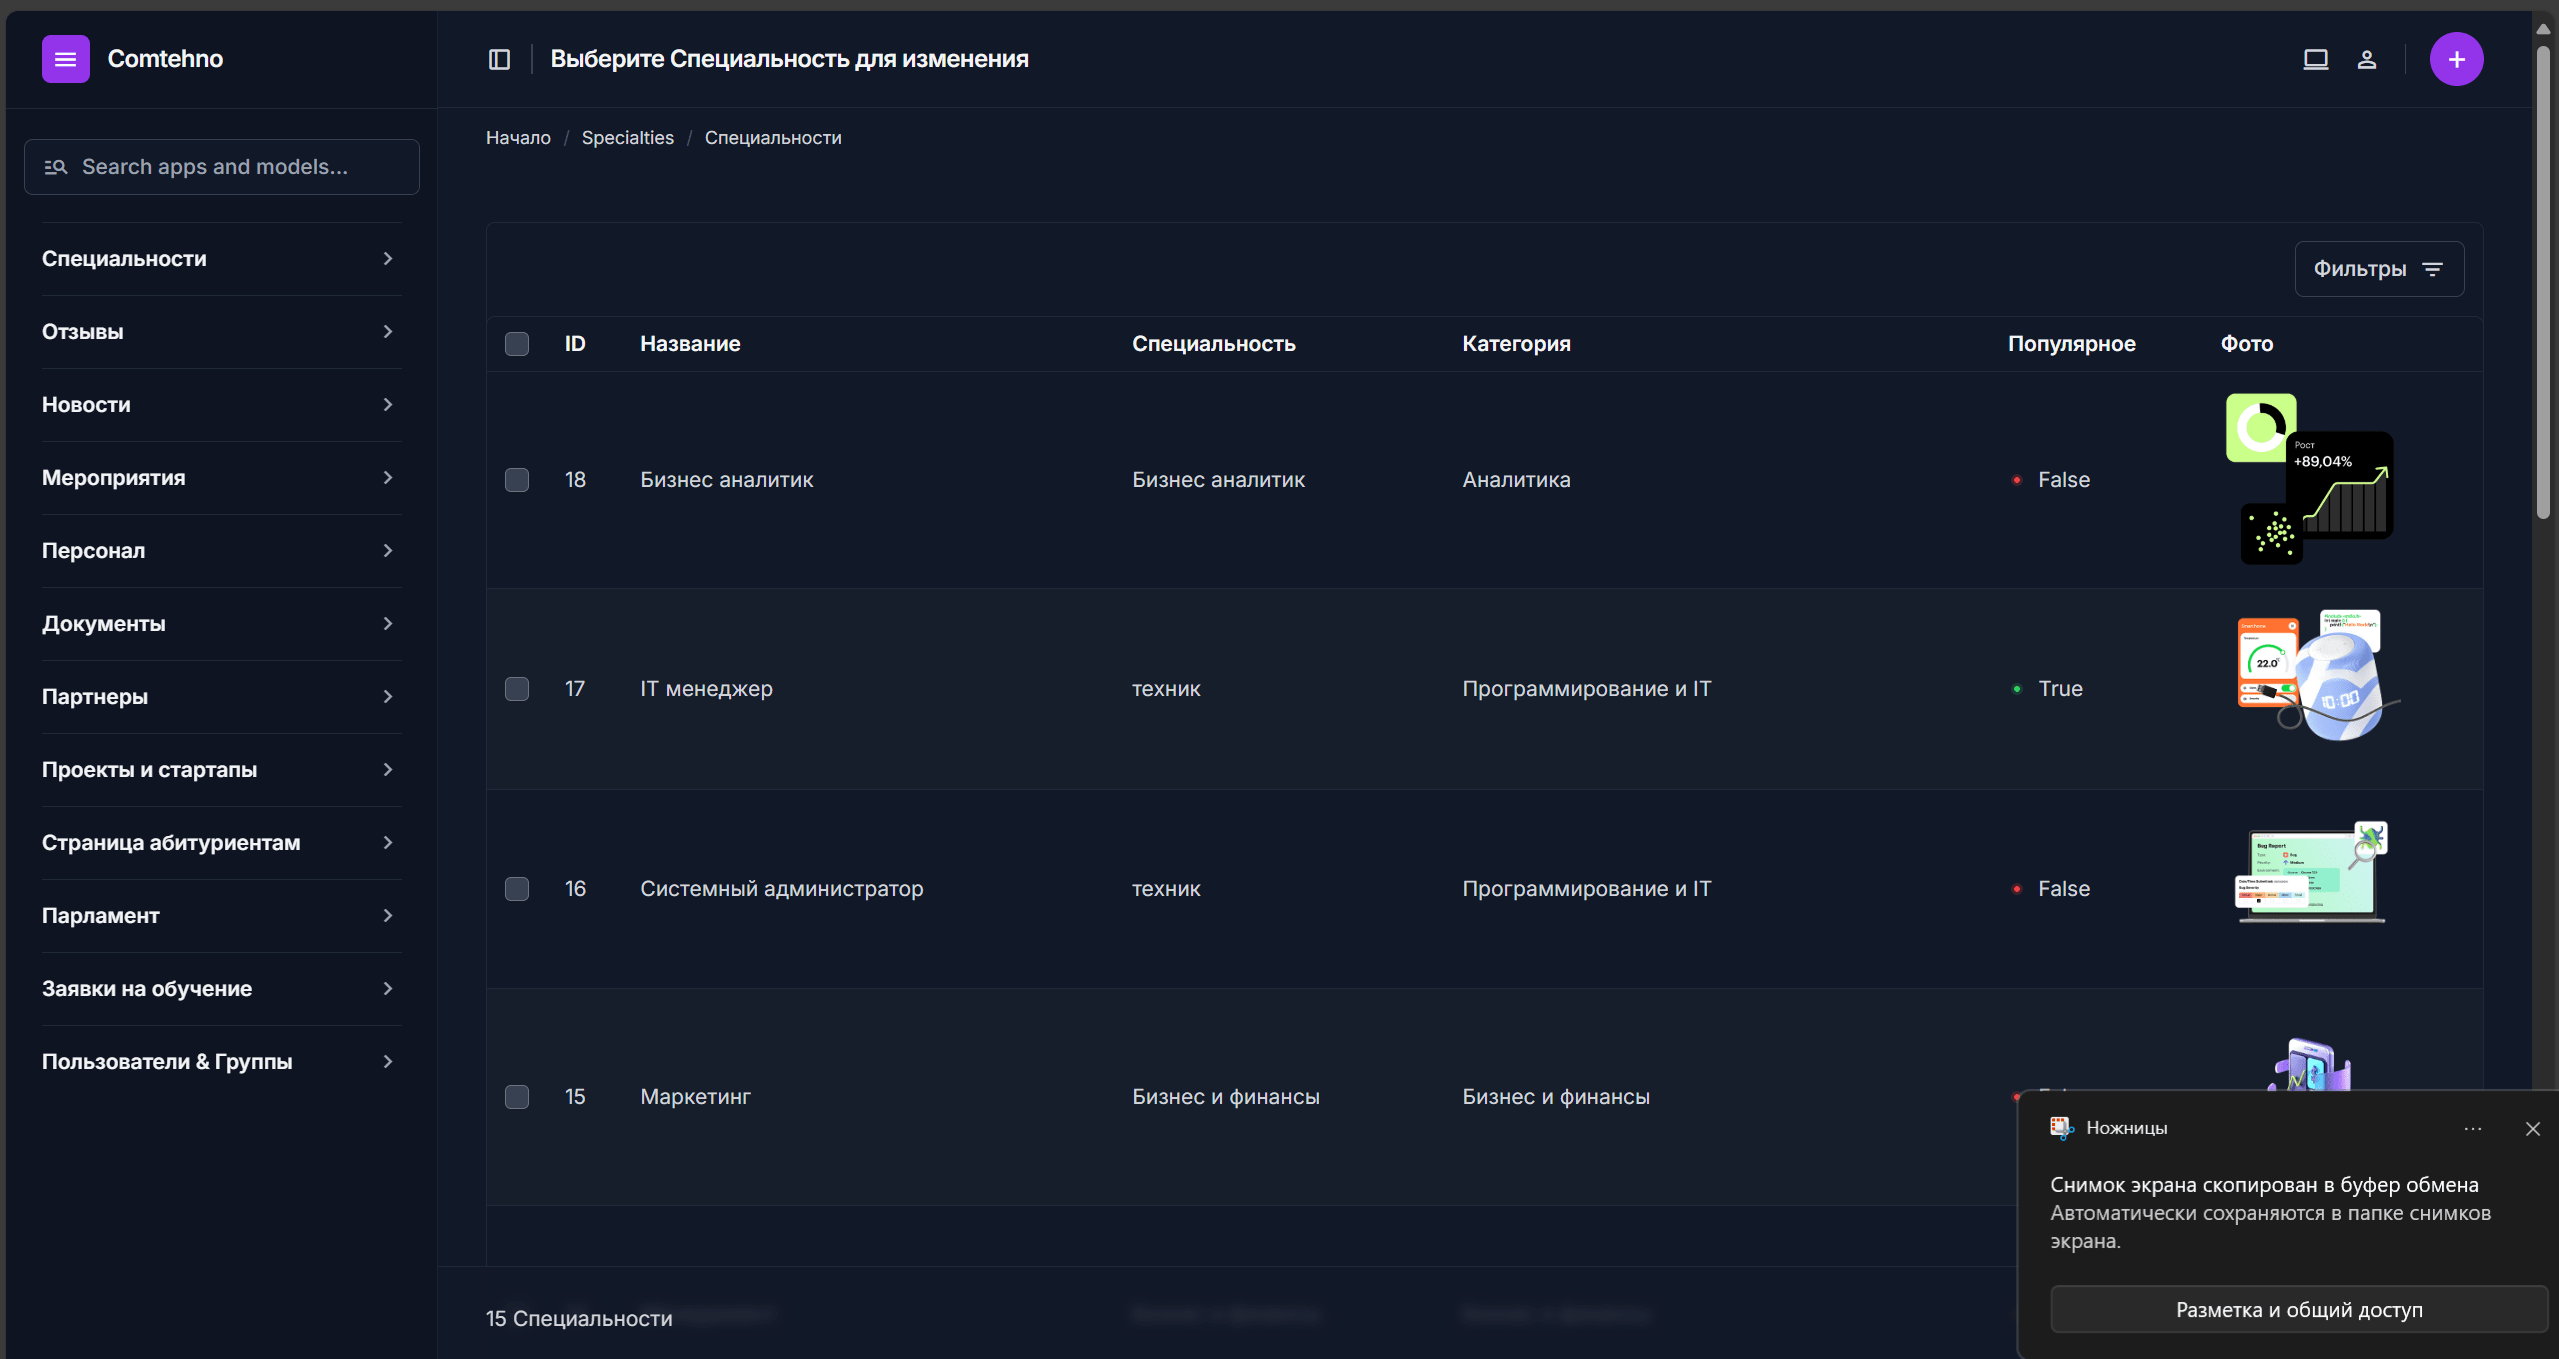 Comtehno
Выберите Специальность для изменения
Начало / Specialties / Специальности
Search apps and models...
Специальности
Отзывы
Новости
Мероприятия
Персонал
Документы
Партнеры
Проекты и стартапы
Страница абитуриентам
Парламент
Заявки на обучение
Пользователи & Группы
Фильтры
ID Название Специальность Категория Популярное Фото
18 Бизнес аналитик Бизнес аналитик Аналитика False
Рост
+89,04%
17 IT менеджер техник Программирование и IT True
22.0
10:00
16 Системный администратор техник Программирование и IT False
Bug Report
15 Маркетинг Бизнес и финансы Бизнес и финансы
15 Специальности
Ножницы
Снимок экрана скопирован в буфер обмена
Автоматически сохраняются в папке снимков
экрана.
Разметка и общий доступ